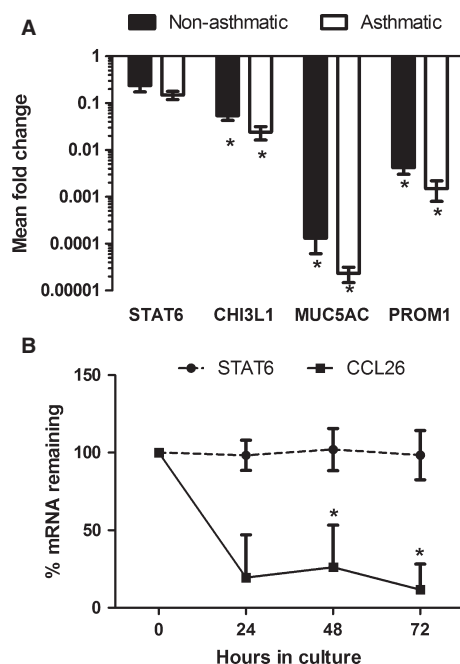 A
Non-asthmatic Asthmatic
Mean fold change
1
0.1
0.01
0.001
0.0001
0.00001
* * * * * *
STAT6 CHI3L1 MUC5AC PROM1
B
STAT6 CCL26
% mRNA remaining
150
100
50
0
* *
0 24 48 72
Hours in culture